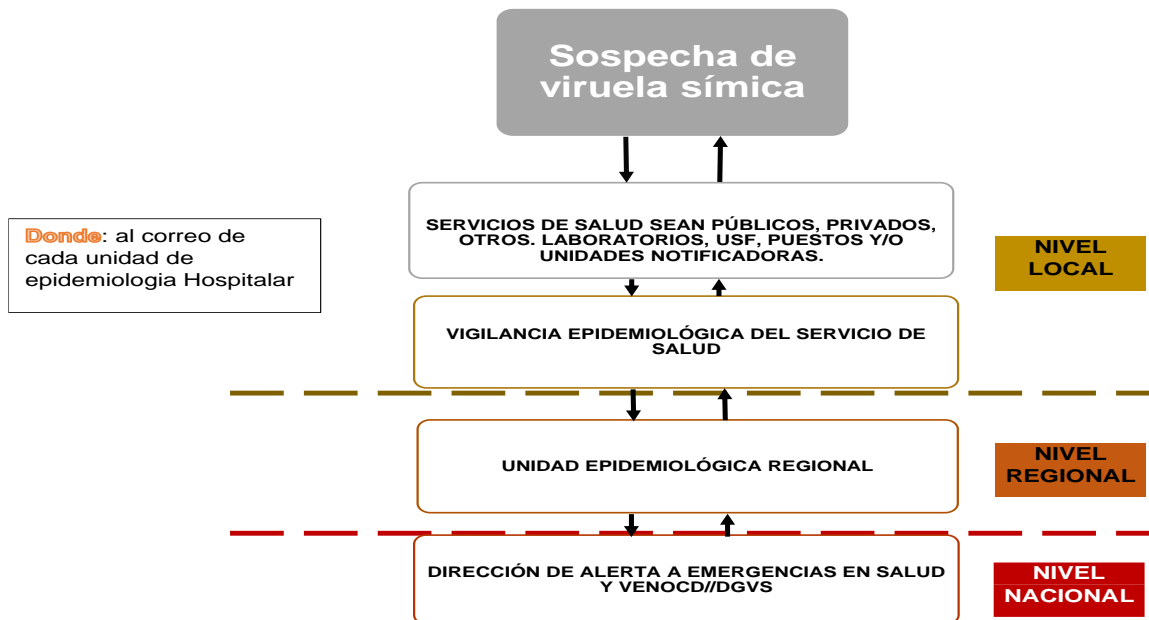 Sospecha de
viruela símica
SERVICIOS DE SALUD SEAN PÚBLICOS, PRIVADOS,
OTROS. LABORATORIOS, USF, PUESTOS Y/O
UNIDADES NOTIFICADORAS.
Donde: al correo de
cada unidad de
epidemiologia Hospitalar
NIVEL
LOCAL
VIGILANCIA EPIDEMIOLÓGICA DEL SERVICIO DE
SALUD
UNIDAD EPIDEMIOLÓGICA REGIONAL
NIVEL
REGIONAL
DIRECCIÓN DE ALERTA A EMERGENCIAS EN SALUD
Y VENOCD//DGVS
NIVEL
NACIONAL